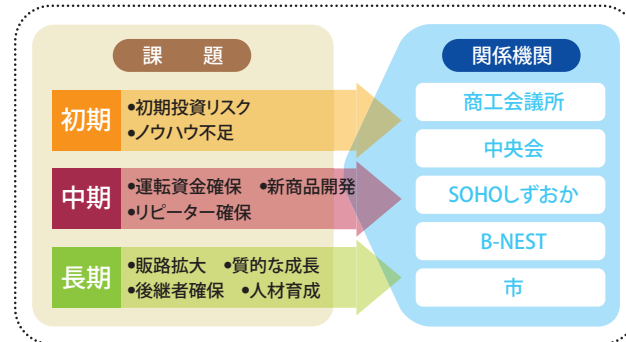 課　題
初期
•初期投資リスク
•ノウハウ不足
中期
•運転資金確保　•新商品開発
•リピーター確保
長期
•販路拡大　•質的な成長
•後継者確保　•人材育成
関係機関
商工会議所
中央会
SOHOしずおか
B-NEST
市